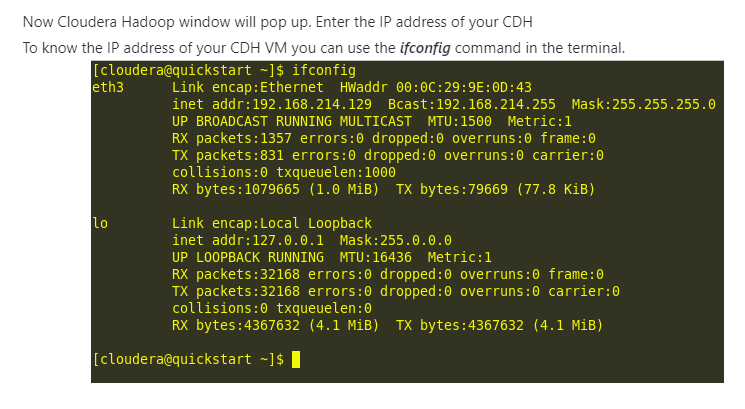 Now Cloudera Hadoop window will pop up. Enter the IP address of your CDH
To know the IP address of your CDH VM you can use the ifconfig command in the terminal.
[cloudera@quickstart ~]$ ifconfig
eth3      Link encap:Ethernet  HWaddr 00:0C:29:9E:0D:43
          inet addr:192.168.214.129  Bcast:192.168.214.255  Mask:255.255.255.0
          UP BROADCAST RUNNING MULTICAST  MTU:1500  Metric:1
          RX packets:1357 errors:0 dropped:0 overruns:0 frame:0
          TX packets:831 errors:0 dropped:0 overruns:0 carrier:0
          collisions:0 txqueuelen:1000
          RX bytes:1079665 (1.0 MiB)  TX bytes:79669 (77.8 KiB)
lo        Link encap:Local Loopback
          inet addr:127.0.0.1  Mask:255.0.0.0
          UP LOOPBACK RUNNING  MTU:16436  Metric:1
          RX packets:32168 errors:0 dropped:0 overruns:0 frame:0
          TX packets:32168 errors:0 dropped:0 overruns:0 carrier:0
          collisions:0 txqueuelen:0
          RX bytes:4367632 (4.1 MiB)  TX bytes:4367632 (4.1 MiB)
[cloudera@quickstart ~]$